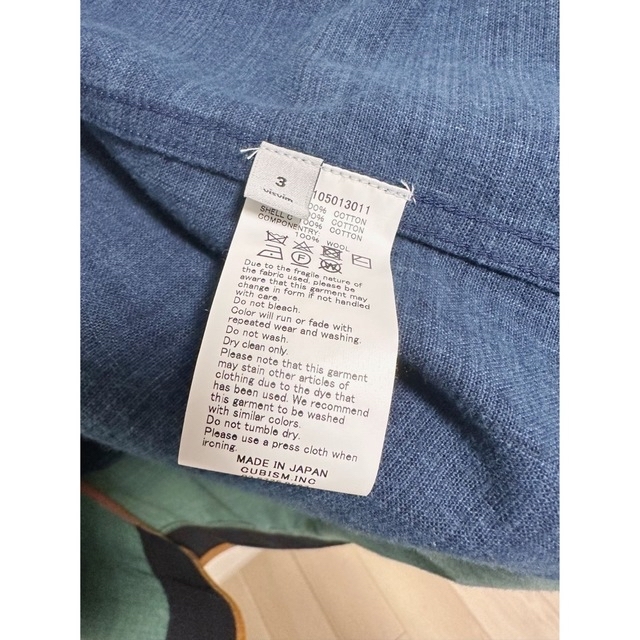 3
visvim
105013011
00% COTTON
00% COTTON
SHELL C 100% COTTON
COMPONENTRY:
100% WOOL
Due to the fragile nature of
the fabric used, please be
aware that this garment may
change in form if not handled
with care.
Do not bleach.
Color will run or fade with
repeated wear and washing.
Do not wash.
Dry clean only.
Please note that this garment
may stain other articles of
clothing due to the dye that
has been used. We recommend
this garment to be washed
with similar colors.
Do not tumble dry.
Please use a press cloth when
ironing.
MADE IN JAPAN
CUBISM.INC